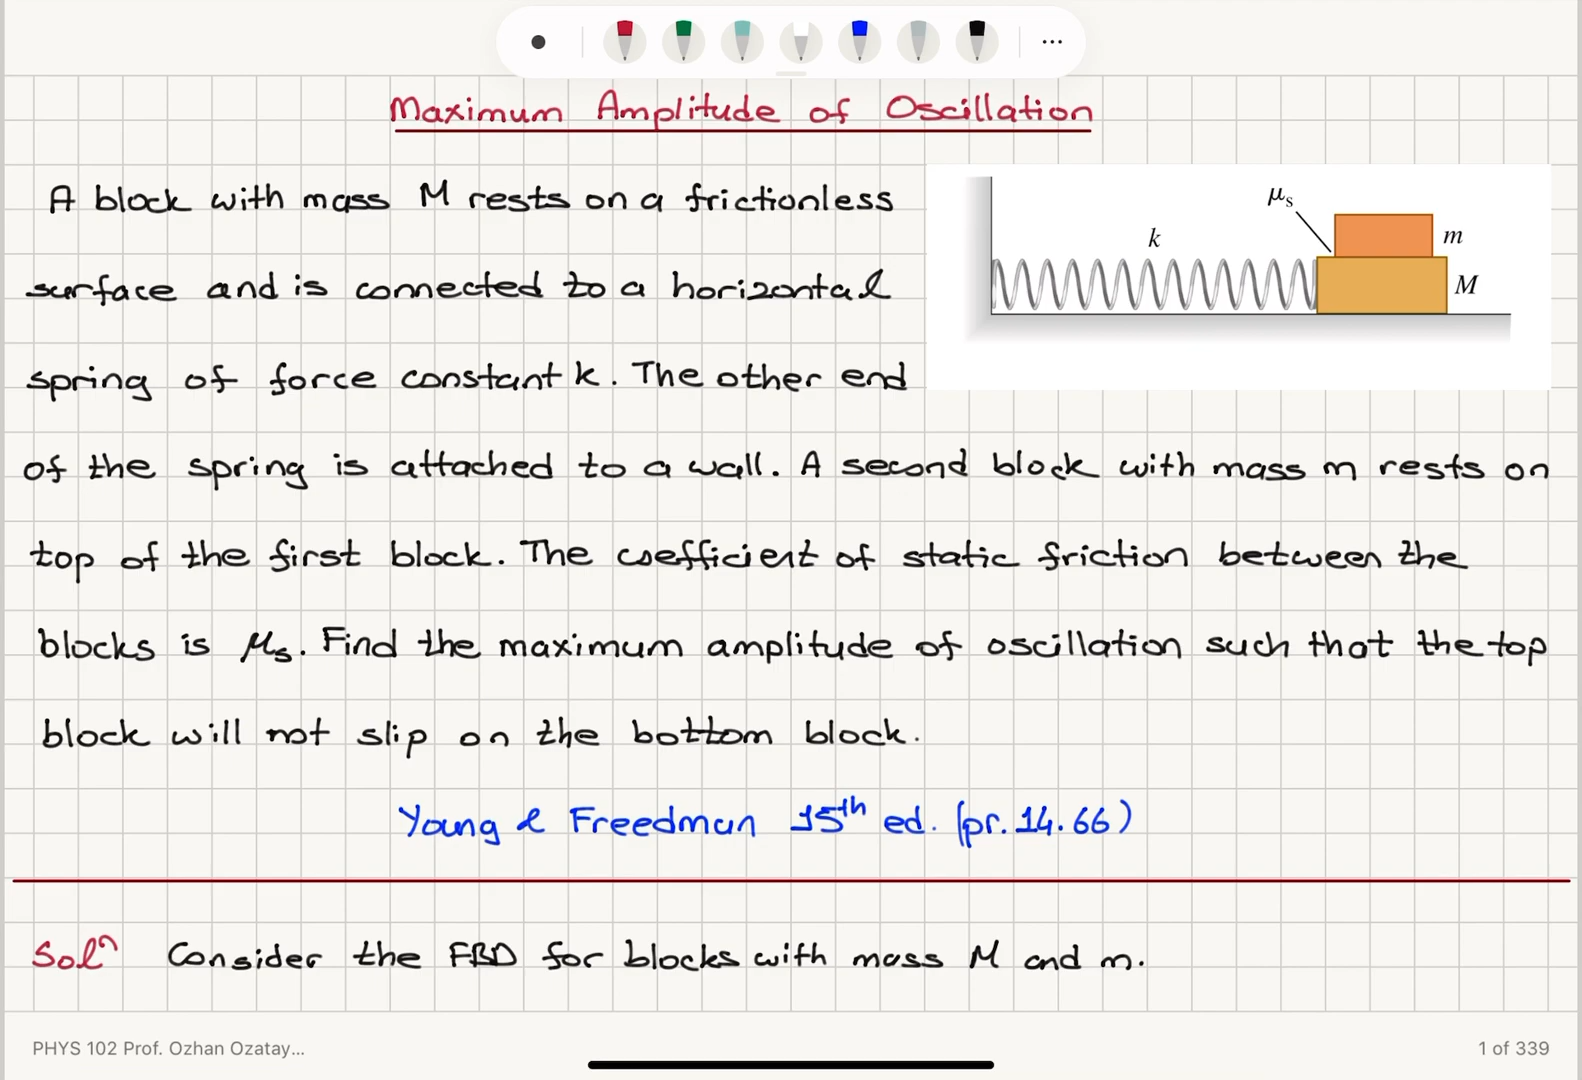 Maximum Amplitude of Oscillation
A block with mass M rests on a frictionless
surface and is connected to a horizontal
spring of force constant k. The other end
μs
k
m
M
of the spring is attached to a wall. A second block with mass m rests on
top of the first block. The coefficient of static friction between the
blocks is μs. Find the maximum amplitude of oscillation such that the top
block will not slip on the bottom block.
Young & Freedman 15th ed. (pr. 14.66)
Soln Consider the FBD for blocks with mass M and m.
PHYS 102 Prof. Ozhan Ozatay...
1 of 339